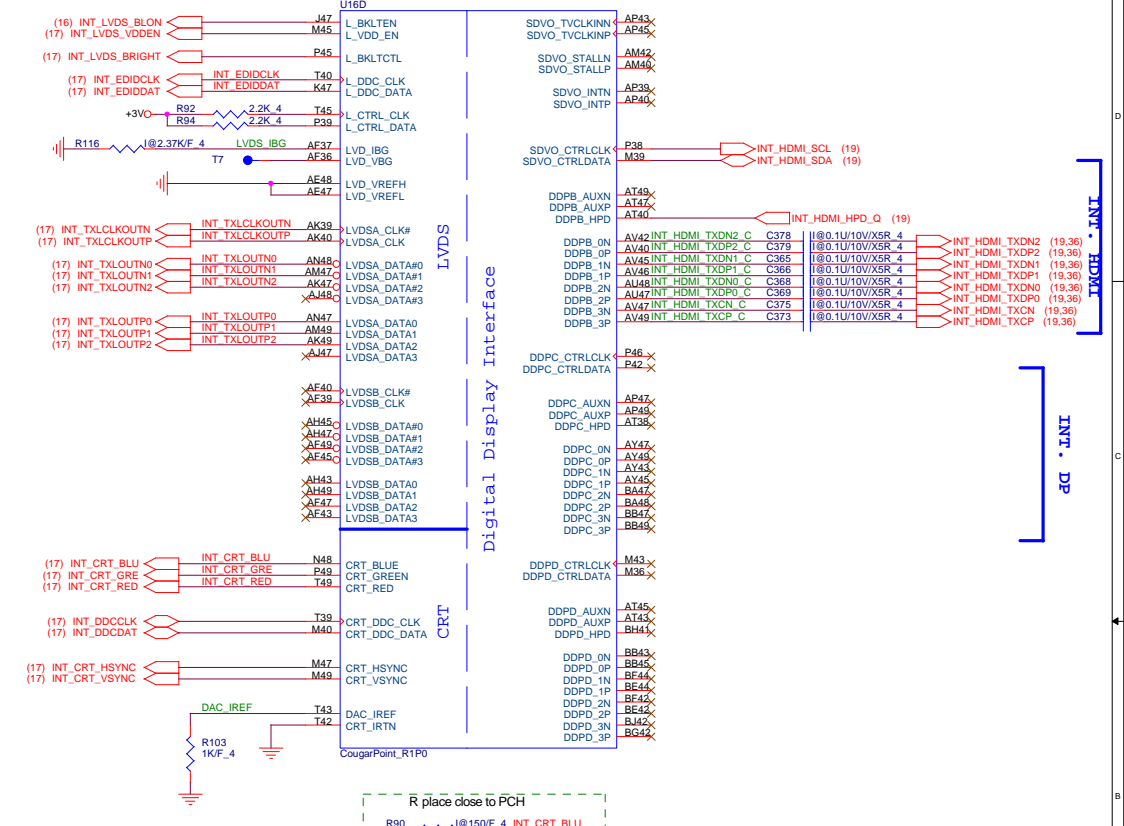 U16D
(16) INT_LVDS_BLON J47 L_BKLTEN
(17) INT_LVDS_VDDEN M45 L_VDD_EN
(17) INT_LVDS_BRIGHT P45 L_BKLTCTL
(17) INT_EDIDCLK INT_EDIDCLK T40 L_DDC_CLK
(17) INT_EDIDDAT INT_EDIDDAT K47 L_DDC_DATA
+3V R92 2.2K_4 T45 L_CTRL_CLK
R94 2.2K_4 P39 L_CTRL_DATA
R116 I@2.37K/F_4 LVDS_IBG AF37 LVD_IBG
T7 AF36 LVD_VBG
AE48 LVD_VREFH
AE47 LVD_VREFL
(17) INT_TXLCLKOUTN INT_TXLCLKOUTN AK39 LVDSA_CLK#
(17) INT_TXLCLKOUTP INT_TXLCLKOUTP AK40 LVDSA_CLK
(17) INT_TXLOUTN0 INT_TXLOUTN0 AN48 LVDSA_DATA#0
(17) INT_TXLOUTN1 INT_TXLOUTN1 AM47 LVDSA_DATA#1
(17) INT_TXLOUTN2 INT_TXLOUTN2 AK47 LVDSA_DATA#2
AJ48 LVDSA_DATA#3
(17) INT_TXLOUTP0 INT_TXLOUTP0 AN47 LVDSA_DATA0
(17) INT_TXLOUTP1 INT_TXLOUTP1 AM49 LVDSA_DATA1
(17) INT_TXLOUTP2 INT_TXLOUTP2 AK49 LVDSA_DATA2
AJ47 LVDSA_DATA3
AF40 LVDSB_CLK#
AF39 LVDSB_CLK
AH45 LVDSB_DATA#0
AH47 LVDSB_DATA#1
AF49 LVDSB_DATA#2
AF45 LVDSB_DATA#3
AH43 LVDSB_DATA0
AH49 LVDSB_DATA1
AF47 LVDSB_DATA2
AF43 LVDSB_DATA3
(17) INT_CRT_BLU INT_CRT_BLU N48 CRT_BLUE
(17) INT_CRT_GRE INT_CRT_GRE P49 CRT_GREEN
(17) INT_CRT_RED INT_CRT_RED T49 CRT_RED
(17) INT_DDCCLK T39 CRT_DDC_CLK
(17) INT_DDCDAT M40 CRT_DDC_DATA
(17) INT_CRT_HSYNC M47 CRT_HSYNC
(17) INT_CRT_VSYNC M49 CRT_VSYNC
DAC_IREF T43 DAC_IREF
T42 CRT_IRTN
R103
1K/F_4
LVDS
CRT
Digital Display Interface
SDVO_TVCLKINN AP43
SDVO_TVCLKINP AP45
SDVO_STALLN AM42
SDVO_STALLP AM40
SDVO_INTN AP39
SDVO_INTP AP40
SDVO_CTRLCLK P38 INT_HDMI_SCL (19)
SDVO_CTRLDATA M39 INT_HDMI_SDA (19)
DDPB_AUXN AT49
DDPB_AUXP AT47
DDPB_HPD AT40 INT_HDMI_HPD_Q (19)
DDPB_0N AV42 INT_HDMI_TXDN2_C C378 I@0.1U/10V/X5R_4 INT_HDMI_TXDN2 (19,36)
DDPB_0P AV40 INT_HDMI_TXDP2_C C379 I@0.1U/10V/X5R_4 INT_HDMI_TXDP2 (19,36)
DDPB_1N AV45 INT_HDMI_TXDN1_C C365 I@0.1U/10V/X5R_4 INT_HDMI_TXDN1 (19,36)
DDPB_1P AV46 INT_HDMI_TXDP1_C C366 I@0.1U/10V/X5R_4 INT_HDMI_TXDP1 (19,36)
DDPB_2N AU48 INT_HDMI_TXDN0_C C368 I@0.1U/10V/X5R_4 INT_HDMI_TXDN0 (19,36)
DDPB_2P AU47 INT_HDMI_TXDP0_C C369 I@0.1U/10V/X5R_4 INT_HDMI_TXDP0 (19,36)
DDPB_3N AV47 INT_HDMI_TXCN_C C375 I@0.1U/10V/X5R_4 INT_HDMI_TXCN (19,36)
DDPB_3P AV49 INT_HDMI_TXCP_C C373 I@0.1U/10V/X5R_4 INT_HDMI_TXCP (19,36)
INT. HDMI
DDPC_CTRLCLK P46
DDPC_CTRLDATA P42
DDPC_AUXN AP47
DDPC_AUXP AP49
DDPC_HPD AT38
DDPC_0N AY47
DDPC_0P AY49
DDPC_1N AY43
DDPC_1P AY45
DDPC_2N BA47
DDPC_2P BA48
DDPC_3N BB47
DDPC_3P BB49
INT. DP
DDPD_CTRLCLK M43
DDPD_CTRLDATA M36
DDPD_AUXN AT45
DDPD_AUXP AT43
DDPD_HPD BH41
DDPD_0N BB43
DDPD_0P BB45
DDPD_1N BF44
DDPD_1P BE44
DDPD_2N BF42
DDPD_2P BE42
DDPD_3N BJ42
DDPD_3P BG42
CougarPoint_R1P0
R place close to PCH
R90 I@150/F_4 INT_CRT_BLU
D
C
B